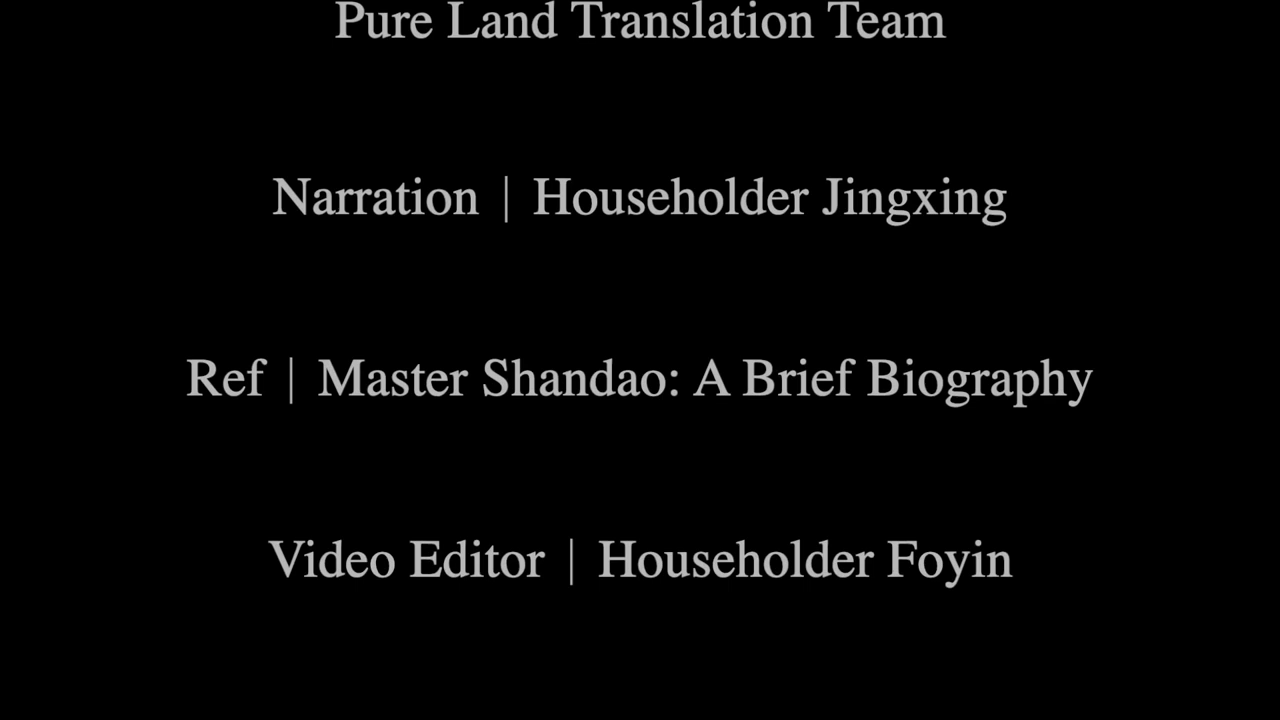 Pure Land Translation Team
Narration | Householder Jingxing
Ref | Master Shandao: A Brief Biography
Video Editor | Householder Foyin